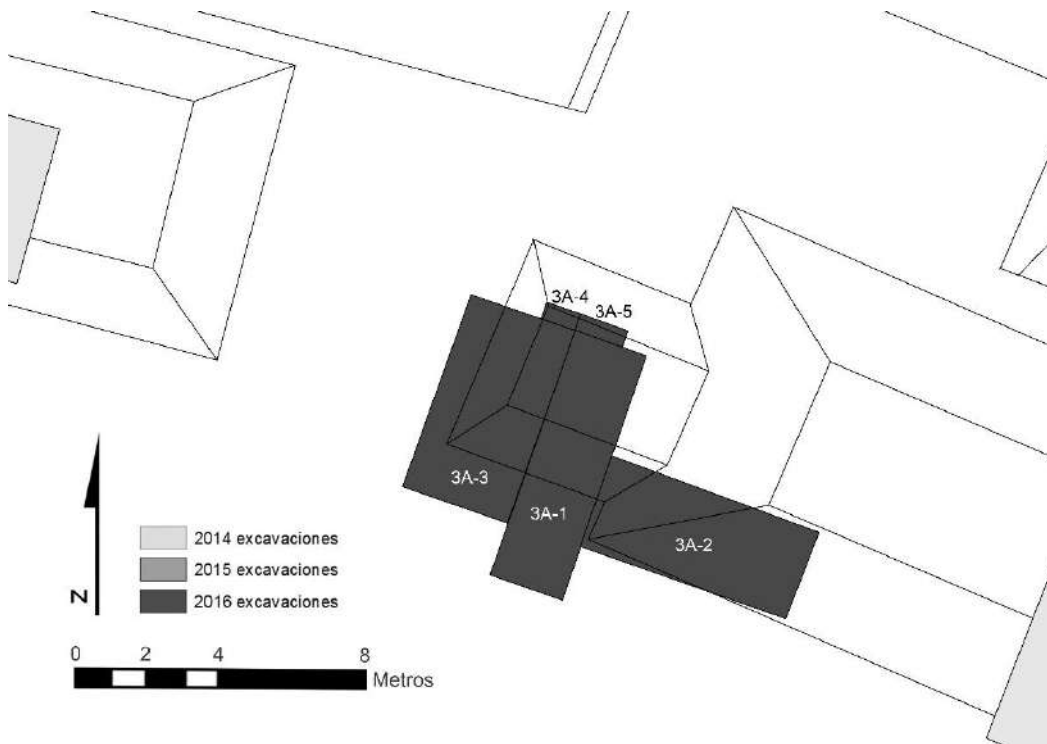 3A-4
3A-5
3A-3
3A-1
3A-2
2014 excavaciones
2015 excavaciones
2016 excavaciones
N
0 2 4 8
Metros